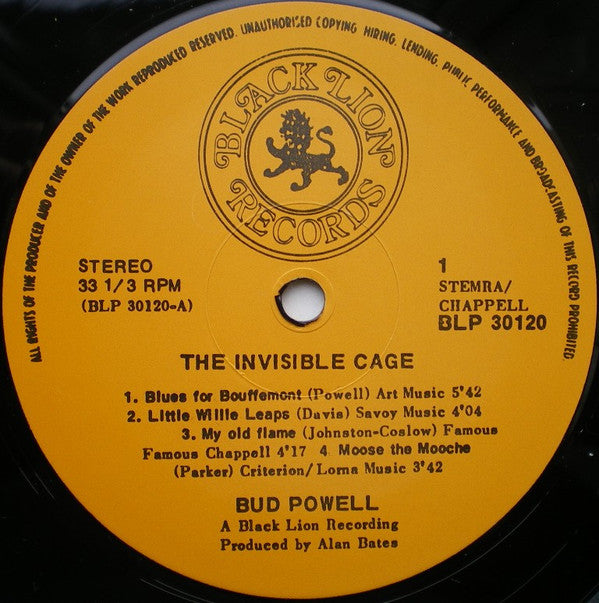 ALL RIGHTS OF THE PRODUCER AND OF THE OWNER OF THE WORK REPRODUCED RESERVED. UNAUTHORISED COPYING HIRING, LENDING, PUBLIC PERFORMANCE AND BROADCASTING OF THIS RECORD PROHIBITED.
BLACK LION
RECORDS
STEREO
33 1/3 RPM
(BLP 30120-A)
1
STEMRA/
CHAPPELL
BLP 30120
THE INVISIBLE CAGE
1. Blues for Bouffemont (Powell) Art Music 5'42
2. Little Willie Leaps (Davis) Savoy Music 4'04
3. My old flame (Johnston-Coslow) Famous
Famous Chappell 4'17 4. Moose the Mooche
(Parker) Criterion/Lorna Music 3'42
BUD POWELL
A Black Lion Recording
Produced by Alan Bates